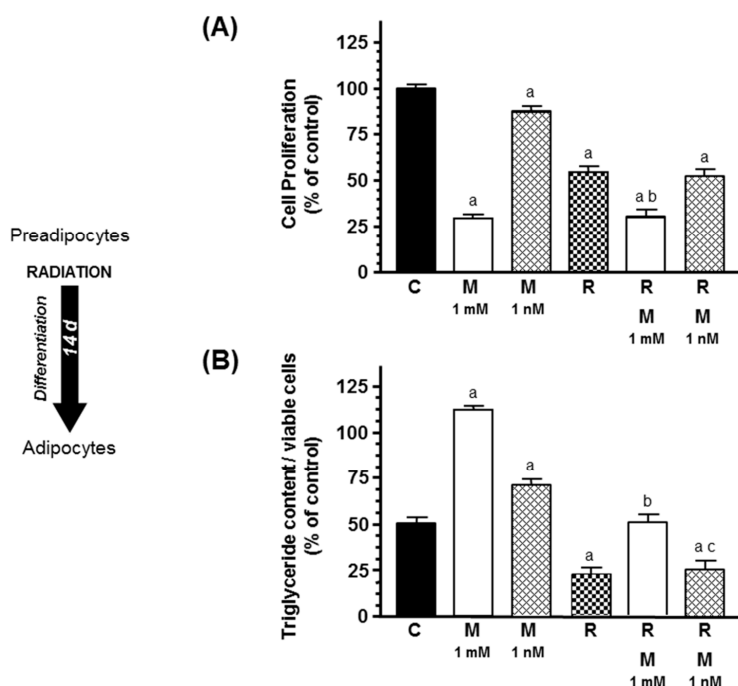 Preadipocytes
RADIATION
Differentiation
14 d
Adipocytes
(A)
Cell Proliferation
(% of control)
125
100
75
50
25
0
a
a
a
a b
a
C M M R R R
1 mM 1 nM M M
1 mM 1 nM
(B)
Triglyceride content / viable cells
(% of control)
125
100
75
50
25
0
a
a
a
b
a c
C M M R R R
1 mM 1 nM M M
1 mM 1 nM